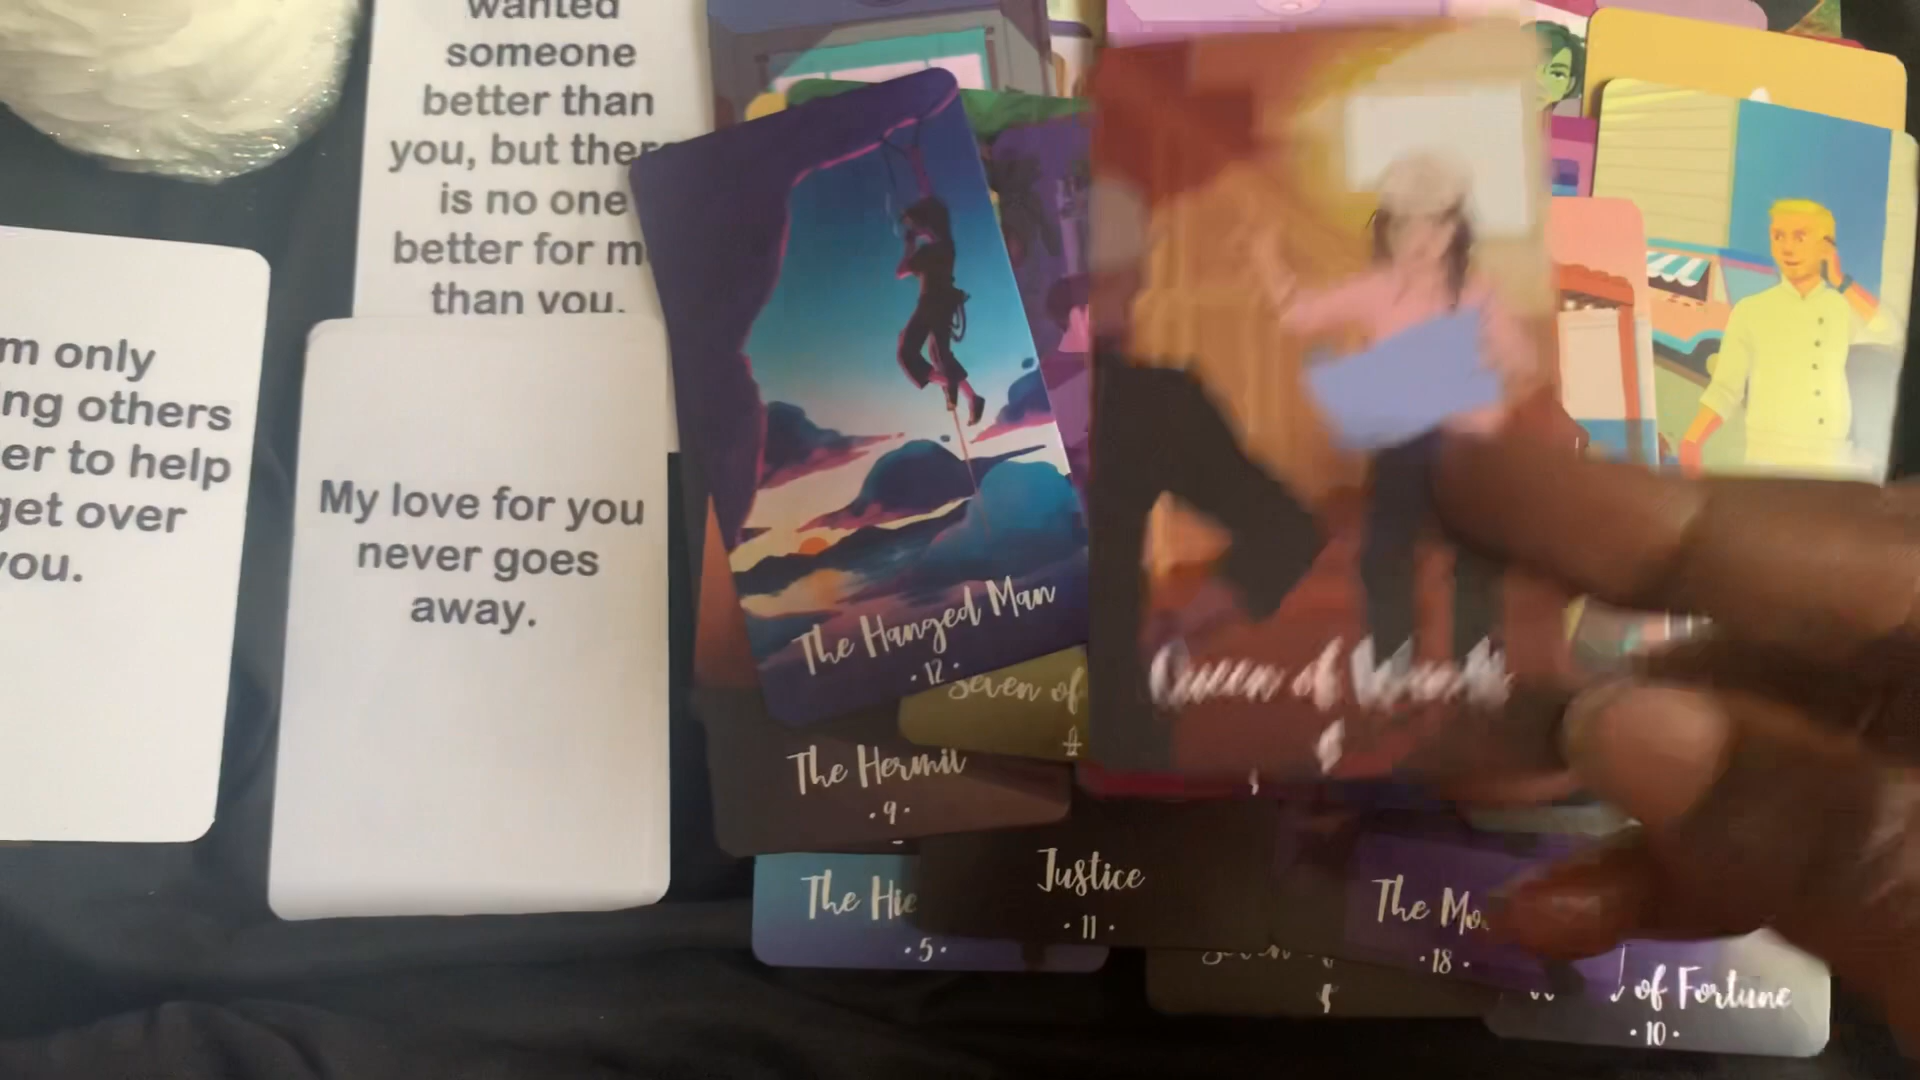 wanted
someone
better than
you, but ther
is no one
better for m
than you.
m only
ng others
er to help
get over
you.
My love for you
never goes
away.
The Hanged Man
·12·
Seven of
The Hermit
·9·
The Hie
·5·
Justice
·11·
Queen of Wands
The Mo
·18·
of Fortune
·10·